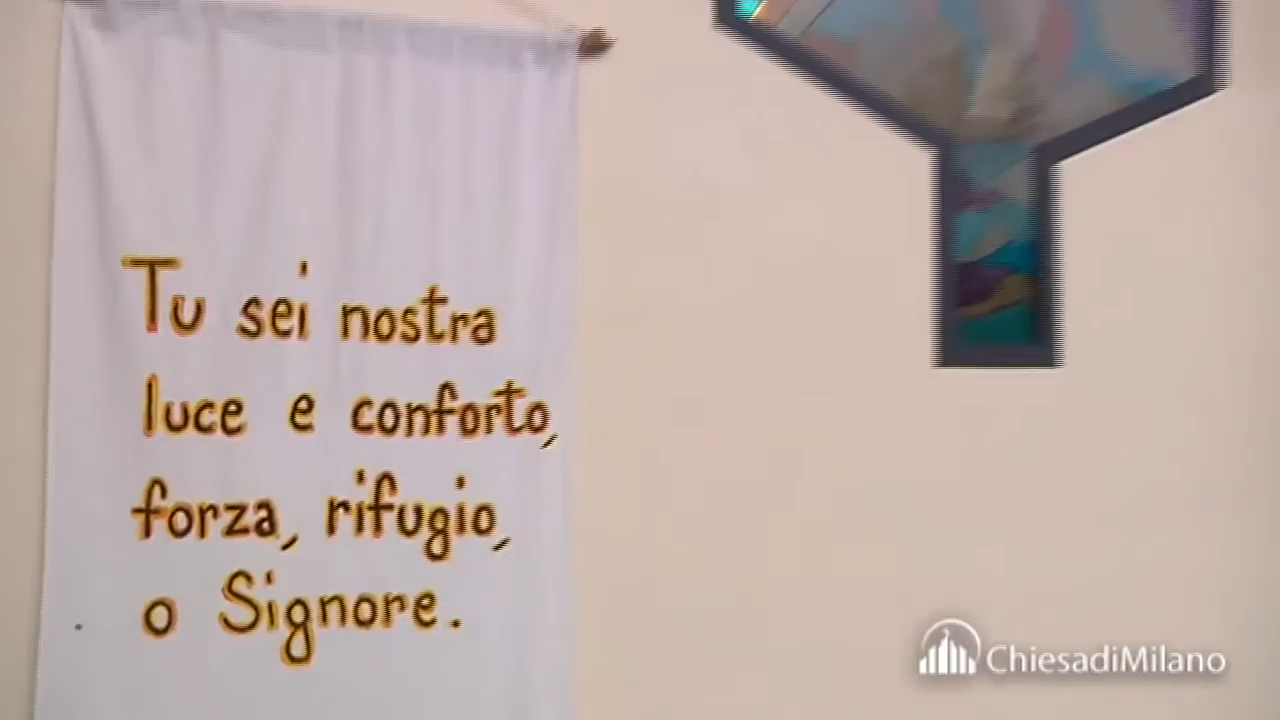 Tu sei nostra
luce e conforto,
forza, rifugio,
o Signore.
ChiesadiMilano